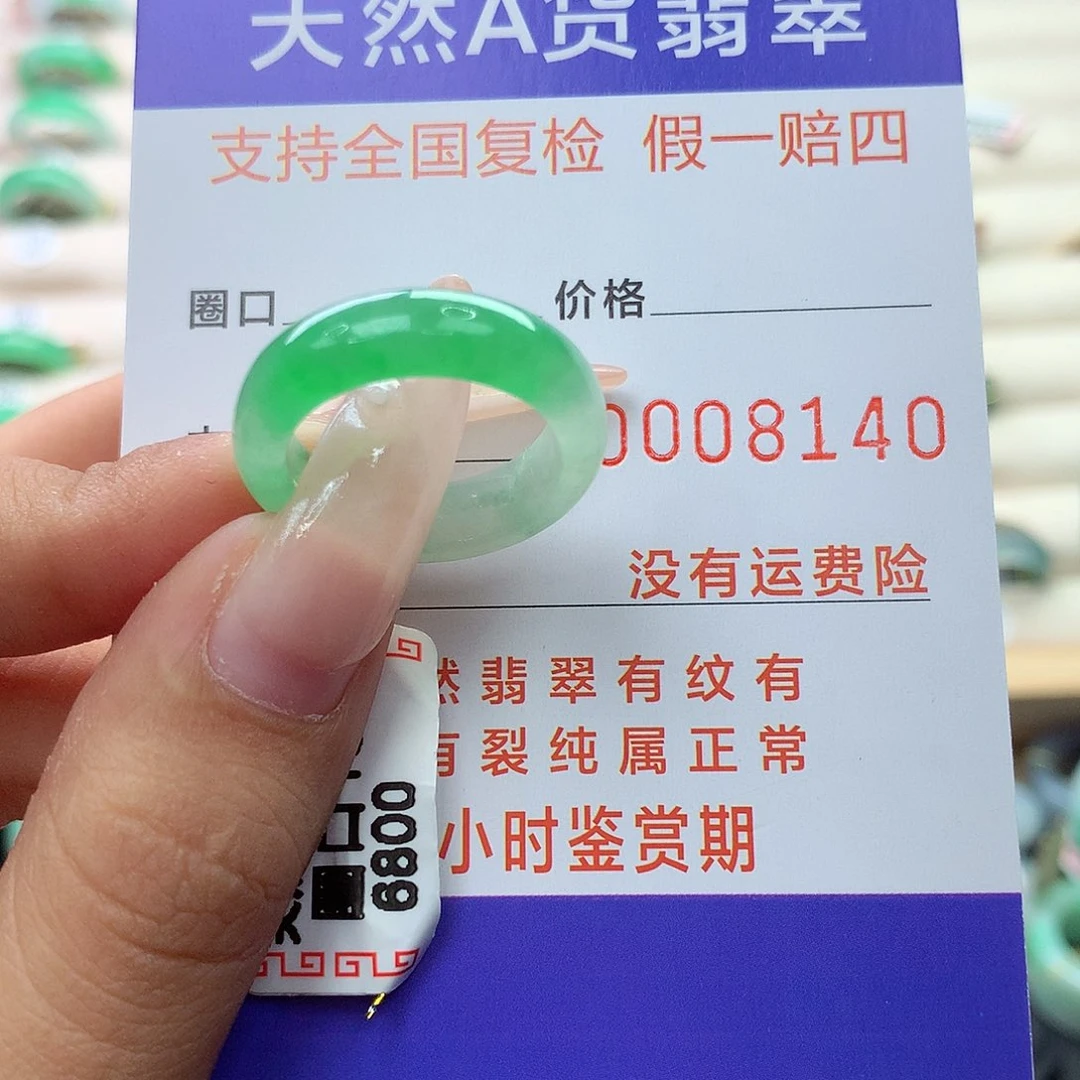 天然A货翡翠
支持全国复检 假一赔四
圈口 价格
0008140
没有运费险
然翡翠有纹有
有裂纯属正常
小时鉴赏期
口
6800